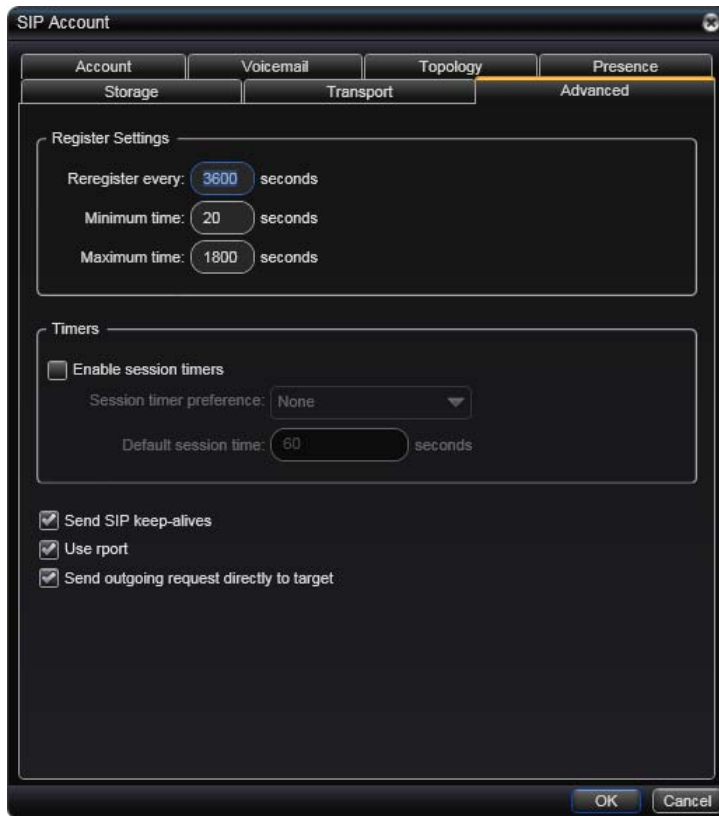 SIP Account
Account Voicemail Topology Presence
Storage Transport Advanced
Register Settings
Reregister every: 3600 seconds
Minimum time: 20 seconds
Maximum time: 1800 seconds
Timers
Enable session timers
Session timer preference: None
Default session time: 60 seconds
Send SIP keep-alives
Use rport
Send outgoing request directly to target
OK Cancel